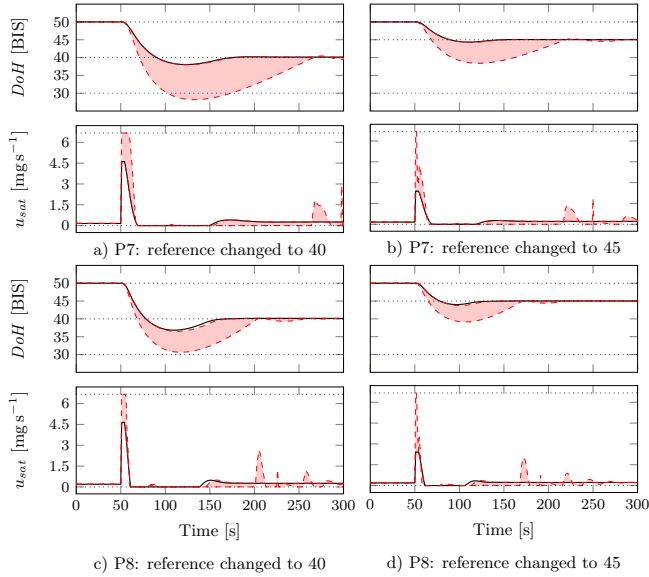 50
45
40
35
30
DoH [BIS]
6
4.5
3
1.5
0
u_sat [mg s⁻¹]
a) P7: reference changed to 40
b) P7: reference changed to 45
50
45
40
35
30
DoH [BIS]
6
4.5
3
1.5
0
u_sat [mg s⁻¹]
0 50 100 150 200 250 300
0 50 100 150 200 250 300
Time [s]
Time [s]
c) P8: reference changed to 40
d) P8: reference changed to 45